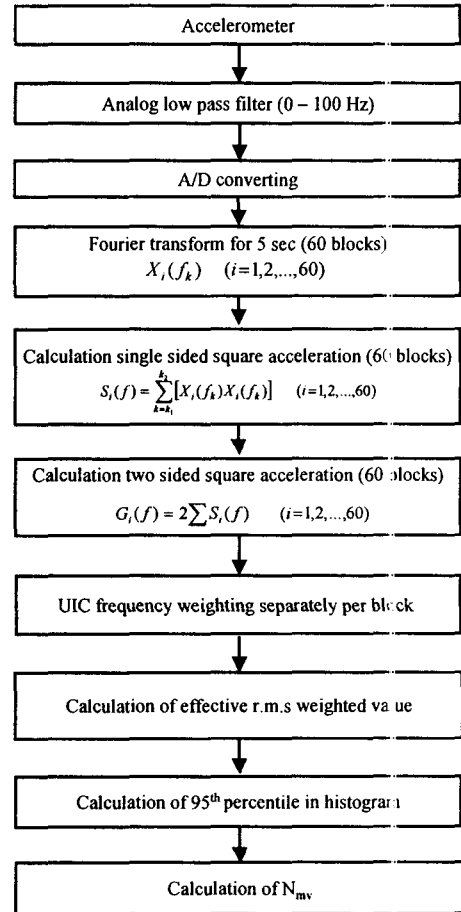 Accelerometer
Analog low pass filter (0 – 100 Hz)
A/D converting
Fourier transform for 5 sec (60 blocks)
X_i(f_k) (i=1,2,...,60)
Calculation single sided square acceleration (60 blocks)
S_i(f) = \sum_{k=k_1}^{k_2} [X_i(f_k)X_i(f_k)] (i=1,2,...,60)
Calculation two sided square acceleration (60 blocks)
G_i(f) = 2∑S_i(f) (i=1,2,...,60)
UIC frequency weighting separately per block
Calculation of effective r.m.s weighted value
Calculation of 95th percentile in histogram
Calculation of N_mv